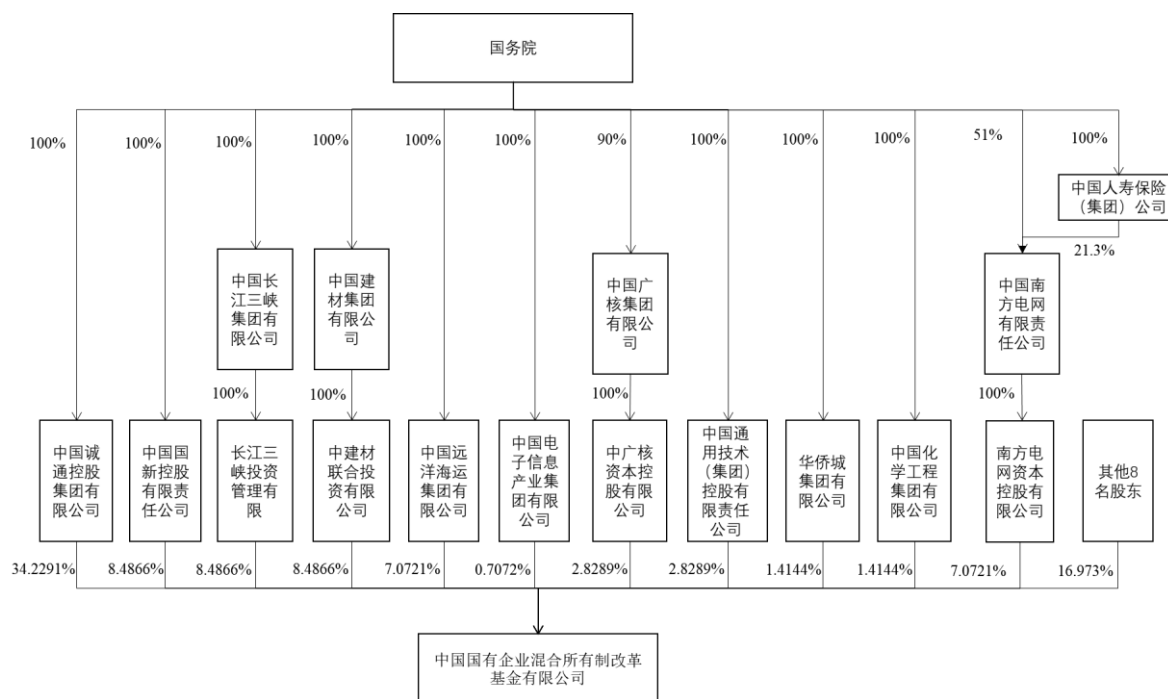 国务院
100%
100%
100%
100%
100%
100%
90%
100%
100%
100%
51%
100%
中国人寿保险
（集团）公司
21.3%
中国长
江三峡
集团有
限公司
中国建
材集团
有限公
司
中国广
核集团
有限公
司
中国南
方电网
有限责
任公司
100%
100%
100%
100%
中国诚
通控股
集团有
限公司
中国国
新控股
有限责
任公司
长江三
峡投资
管理有
限
中建材
联合投
资有限
公司
中国远
洋海运
集团有
限公司
中国电
子信息
产业集
团有限
公司
中广核
资本控
股有限
公司
中国通
用技术
（集团）
控股有
限责任
公司
华侨城
集团有
限公司
中国化
学工程
集团有
限公司
南方电
网资本
控股有
限公司
其他8
名股东
34.2291%
8.4866%
8.4866%
8.4866%
7.0721%
0.7072%
2.8289%
2.8289%
1.4144%
1.4144%
7.0721%
16.973%
中国国有企业混合所有制改革
基金有限公司